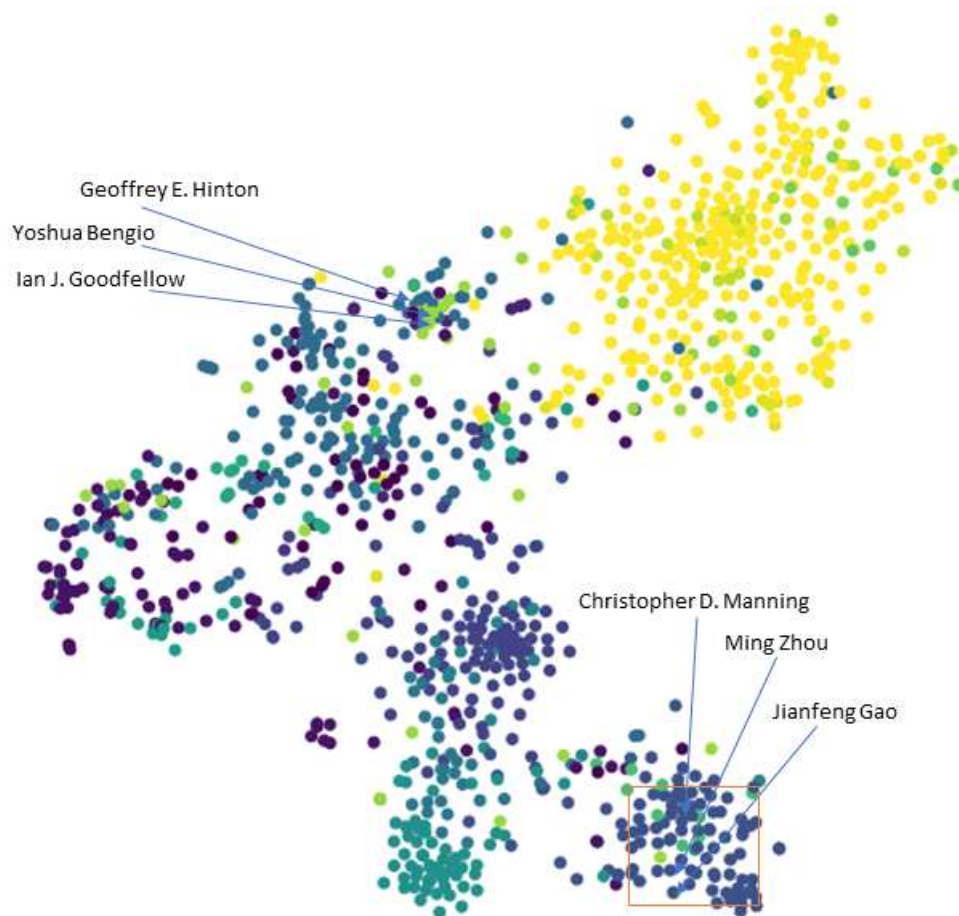 Geoffrey E. Hinton
Yoshua Bengio
Ian J. Goodfellow
Christopher D. Manning
Ming Zhou
Jianfeng Gao